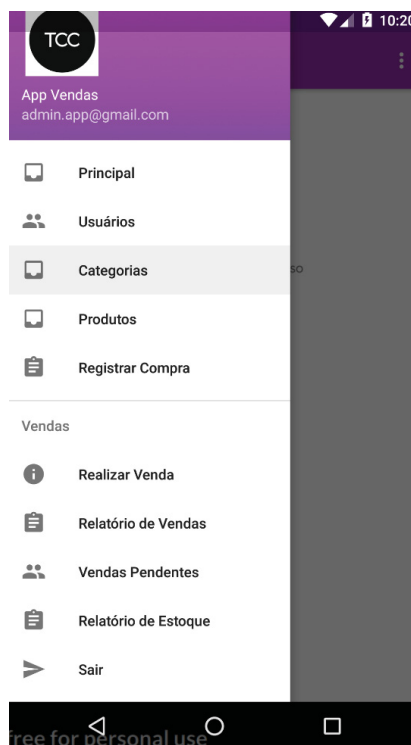 10:20
TCC
App Vendas
admin.app@gmail.com
Principal
Usuários
Categorias
so
Produtos
Registrar Compra
Vendas
Realizar Venda
Relatório de Vendas
Vendas Pendentes
Relatório de Estoque
Sair
free for personal use